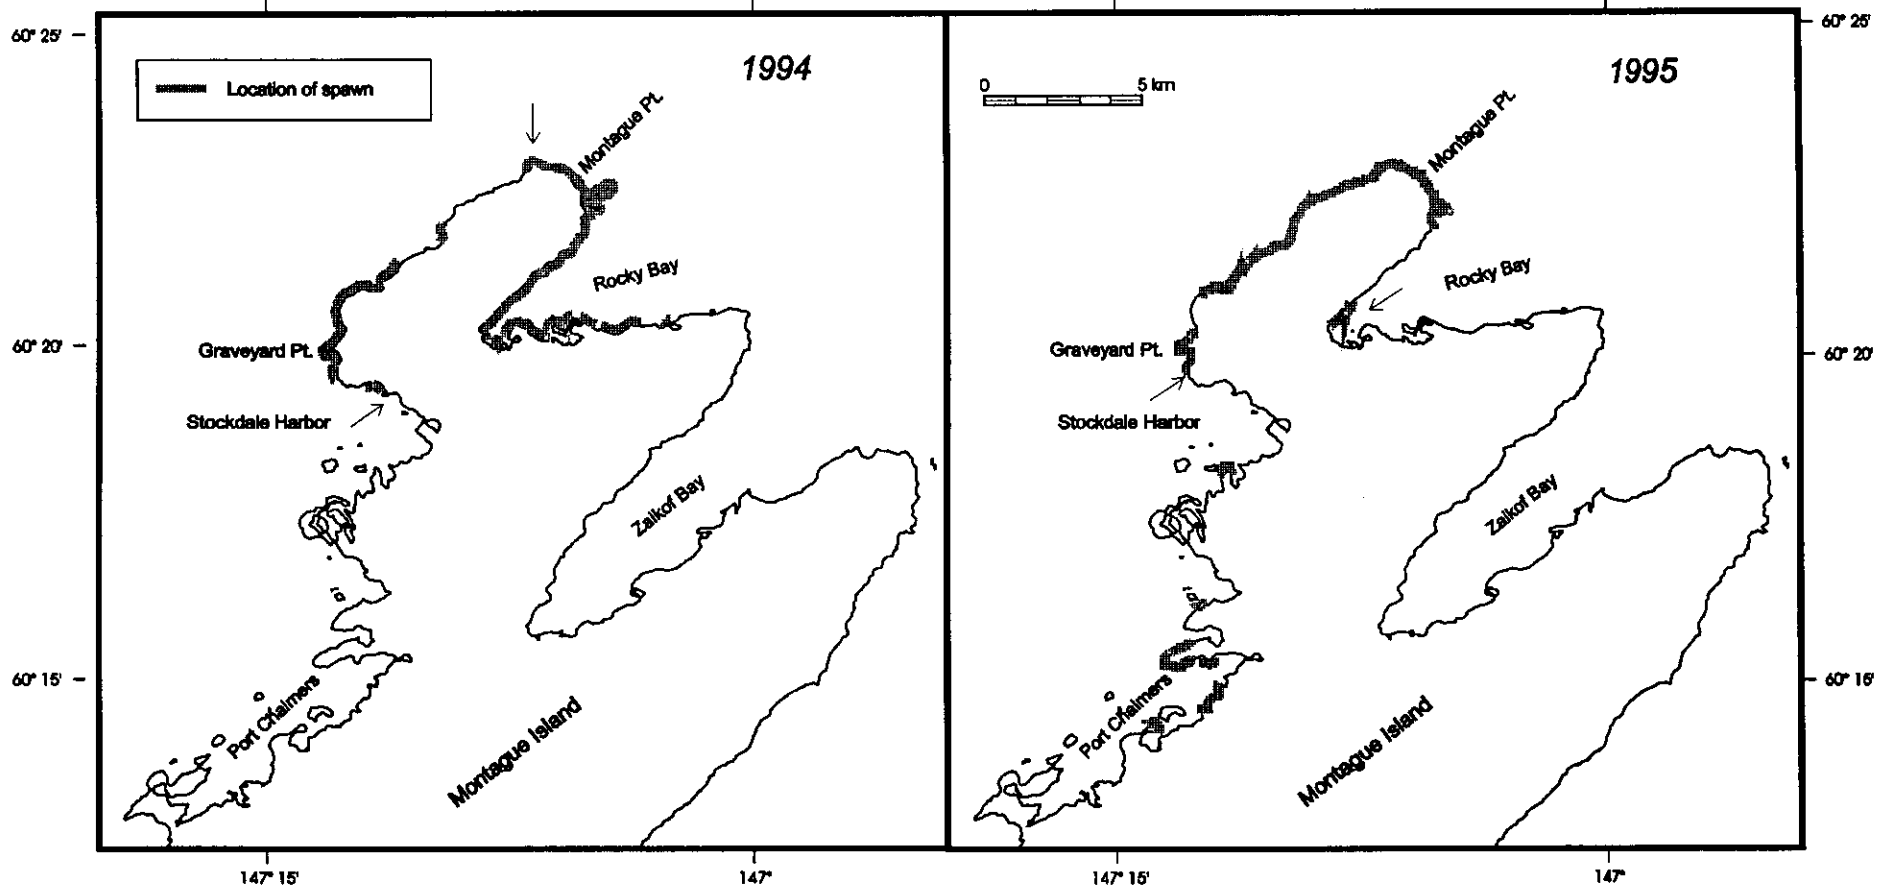 60° 25'
1994
Location of spawn
Montague Pt.
Rocky Bay
60° 20'
Graveyard Pt.
Stockdale Harbor
Zaikof Bay
60° 15'
Port Chalmers
Montague Island
147° 15'
147°
60° 25'
1995
0 5 km
Montague Pt.
Rocky Bay
Graveyard Pt.
60° 20'
Stockdale Harbor
Zaikof Bay
60° 15'
Port Chalmers
Montague Island
147° 15'
147°